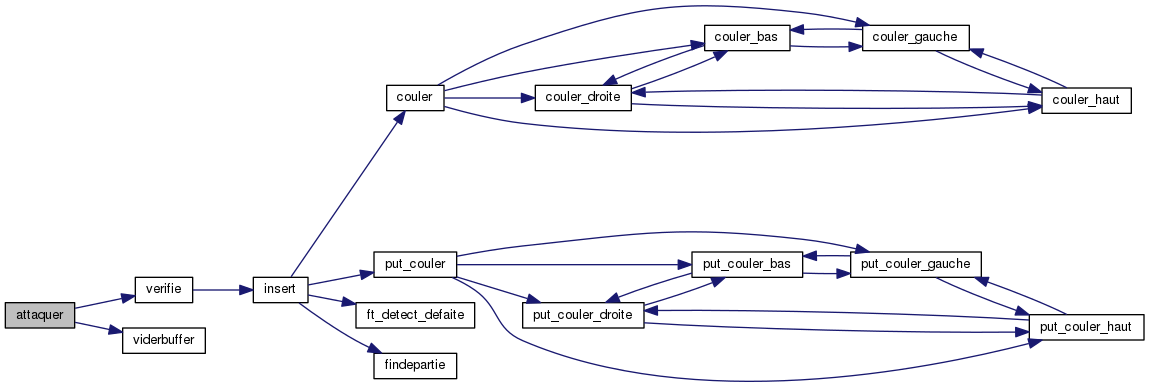 couler_bas
couler_gauche
couler
couler_droite
couler_haut
put_couler
put_couler_bas
put_couler_gauche
verifie
insert
attaquer
ft_detect_defaite
put_couler_droite
put_couler_haut
viderbuffer
findepartie